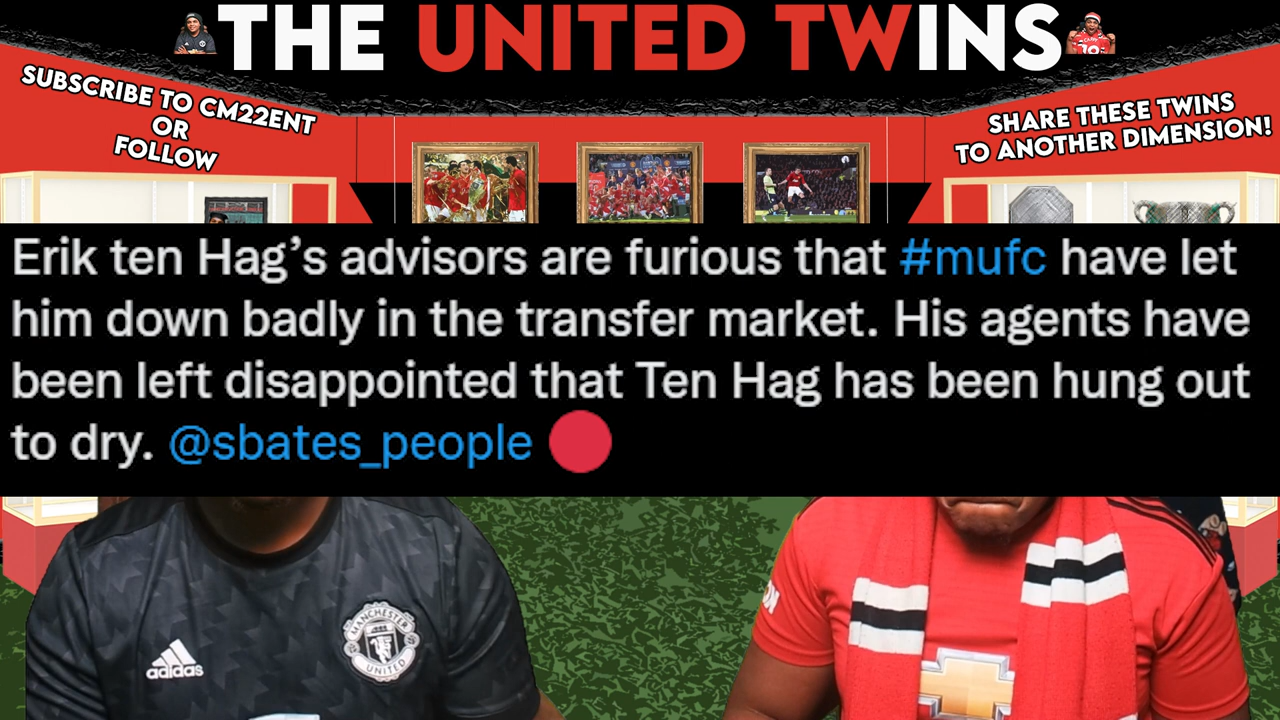 THE UNITED TWINS
SUBSCRIBE TO CM22ENT
OR
FOLLOW
SHARE THESE TWINS
TO ANOTHER DIMENSION!
Erik ten Hag’s advisors are furious that #mufc have let
him down badly in the transfer market. His agents have
been left disappointed that Ten Hag has been hung out
to dry. @sbates_people
adidas
MANCHESTER
UNITED